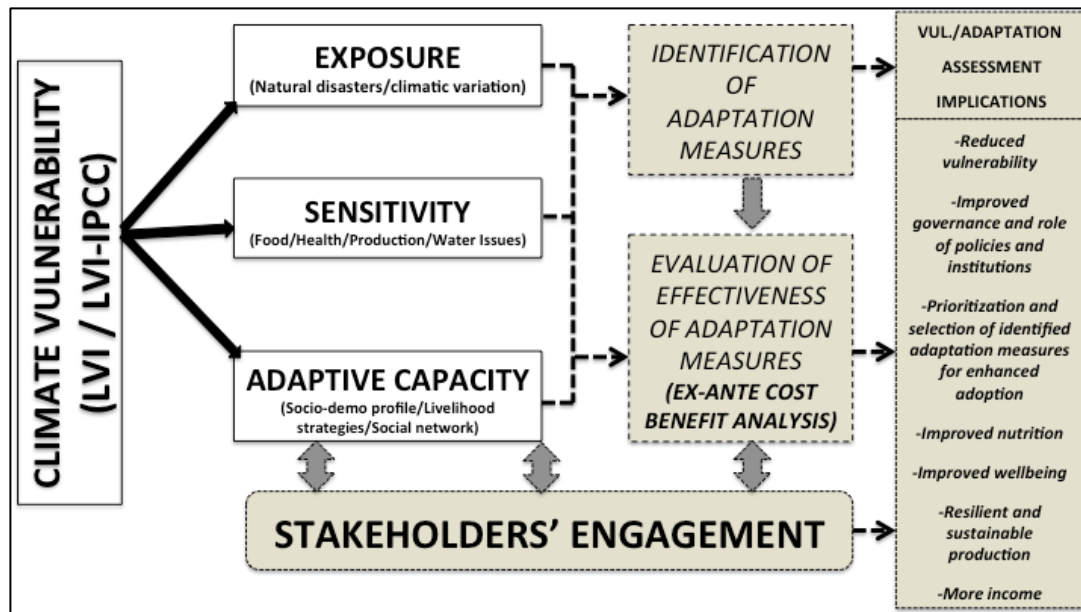 CLIMATE VULNERABILITY
(LVI / LVI-IPCC)
EXPOSURE
(Natural disasters/climatic variation)
SENSITIVITY
(Food/Health/Production/Water Issues)
ADAPTIVE CAPACITY
(Socio-demo profile/Livelihood
strategies/Social network)
IDENTIFICATION
OF
ADAPTATION
MEASURES
EVALUATION OF
EFFECTIVENESS
OF ADAPTATION
MEASURES
(EX-ANTE COST
BENEFIT ANALYSIS)
STAKEHOLDERS' ENGAGEMENT
VUL./ADAPTATION
ASSESSMENT
IMPLICATIONS
-Reduced
vulnerability
-Improved
governance and role
of policies and
institutions
-Prioritization and
selection of identified
adaptation measures
for enhanced
adoption
-Improved nutrition
-Improved wellbeing
-Resilient and
sustainable
production
-More income